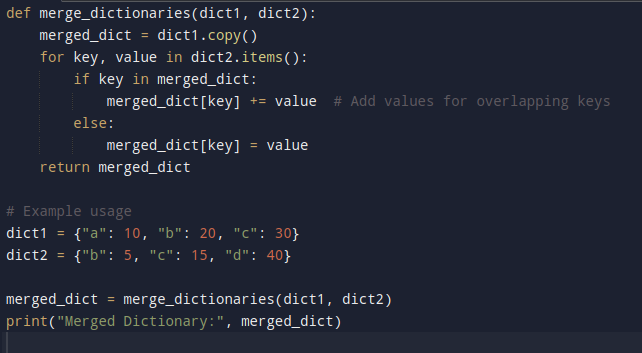 def merge_dictionaries(dict1, dict2):
    merged_dict = dict1.copy()
    for key, value in dict2.items():
        if key in merged_dict:
            merged_dict[key] += value  # Add values for overlapping keys
        else:
            merged_dict[key] = value
    return merged_dict

# Example usage
dict1 = {"a": 10, "b": 20, "c": 30}
dict2 = {"b": 5, "c": 15, "d": 40}

merged_dict = merge_dictionaries(dict1, dict2)
print("Merged Dictionary:", merged_dict)